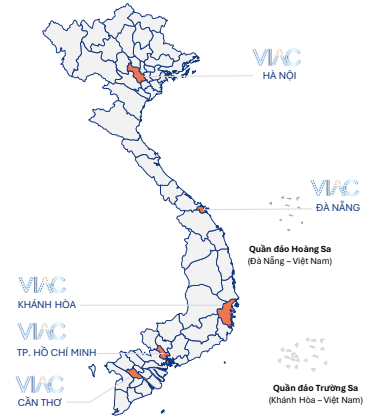 VIAC
HÀ NỘI
VIAC
ĐÀ NẴNG
Quần đảo Hoàng Sa
(Đà Nẵng – Việt Nam)
VIAC
KHÁNH HÒA
VIAC
TP. HỒ CHÍ MINH
VIAC
CẦN THƠ
Quần đảo Trường Sa
(Khánh Hòa – Việt Nam)